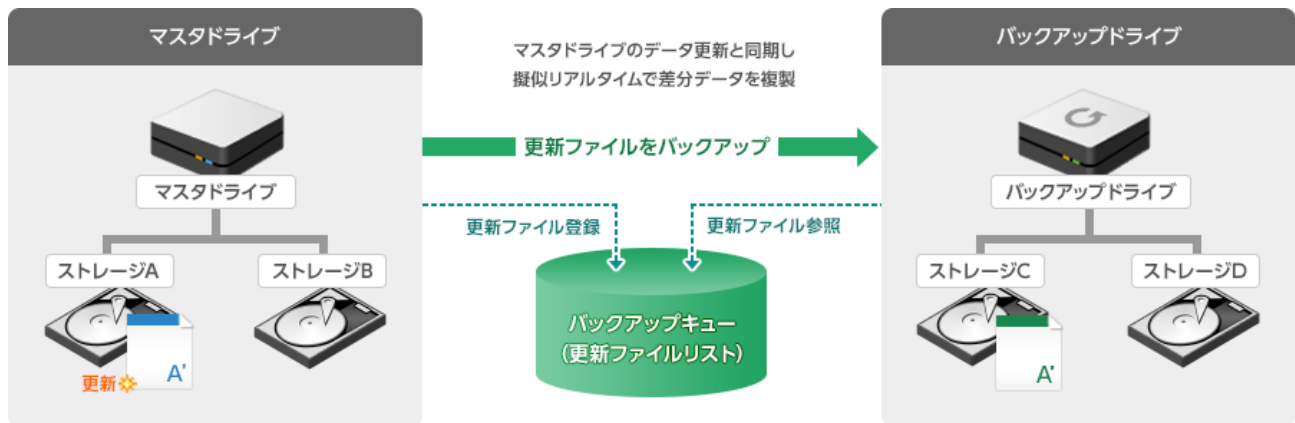 マスタドライブ
マスタドライブのデータ更新と同期し
擬似リアルタイムで差分データを複製
バックアップドライブ
更新ファイルをバックアップ
マスタドライブ
バックアップドライブ
更新ファイル登録
更新ファイル参照
ストレージA
ストレージB
ストレージC
ストレージD
バックアップキュー
(更新ファイルリスト)
A'
更新
A'